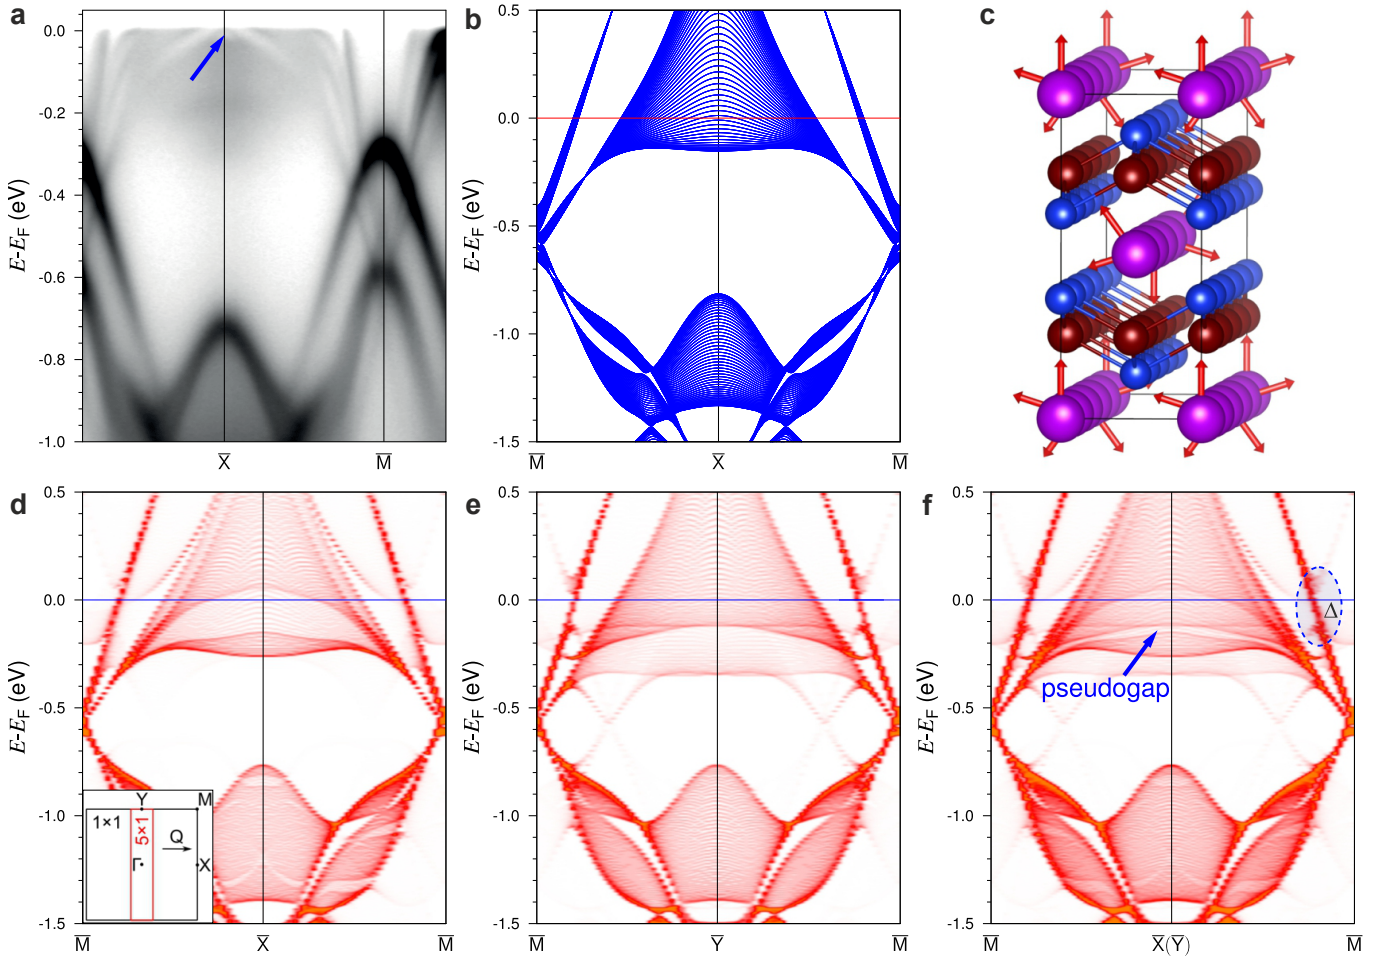 a
0.0
-0.2
-0.4
-0.6
-0.8
-1.0
E-E_F (eV)
X̅
M̅
b
0.5
0.0
-0.5
-1.0
-1.5
E-E_F (eV)
M̅
X̅
M̅
c
d
0.5
0.0
-0.5
-1.0
-1.5
E-E_F (eV)
Y
M
1×1
5×1
Q
Γ
X
M̅
X̅
M̅
e
0.5
0.0
-0.5
-1.0
-1.5
E-E_F (eV)
M̅
Y̅
M̅
f
0.5
0.0
-0.5
-1.0
-1.5
E-E_F (eV)
Δ
pseudogap
M̅
X̅(Y̅)
M̅